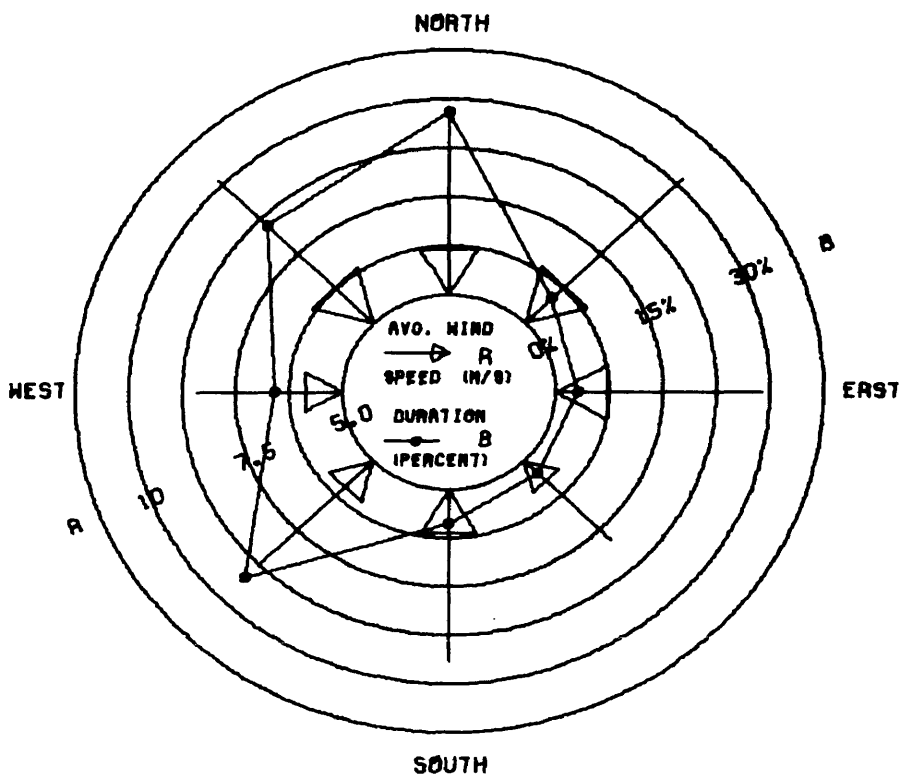 NORTH
B
30%
15%
AVG. WIND
A
0%
SPEED (M/S)
WEST
EAST
5.0
DURATION
B
(PERCENT)
7.5
10
A
SOUTH